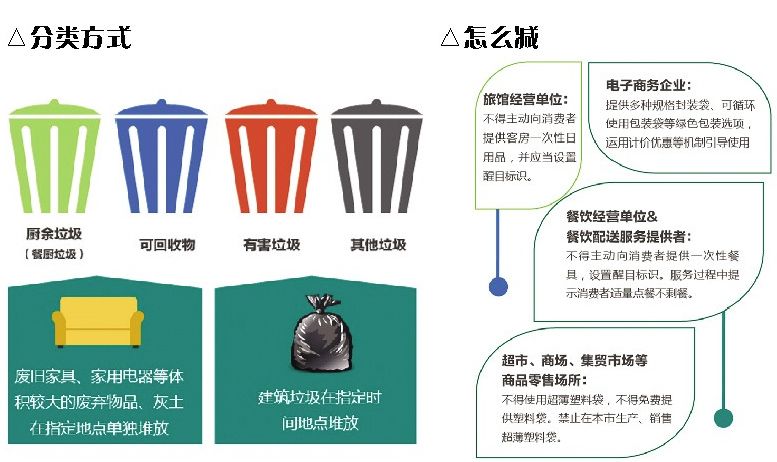 △分类方式
厨余垃圾
（餐厨垃圾）
可回收物
有害垃圾
其他垃圾
废旧家具、家用电器等体
积较大的废弃物品、灰土
在指定地点单独堆放
建筑垃圾在指定时
间地点堆放
△怎么减
旅馆经营单位：
不得主动向消费者
提供客房一次性日
用品，并应当设置
醒目标识。
电子商务企业：
提供多种规格封装袋、可循环
使用包装袋等绿色包装选项，
运用计价优惠等机制引导使用
餐饮经营单位&
餐饮配送服务提供者：
不得主动向消费者提供一次性餐
具，设置醒目标识。服务过程中提
示消费者适量点餐不剩餐。
超市、商场、集贸市场等
商品零售场所：
不得使用超薄塑料袋，不得免费提
供塑料袋。禁止在本市生产、销售
超薄塑料袋。